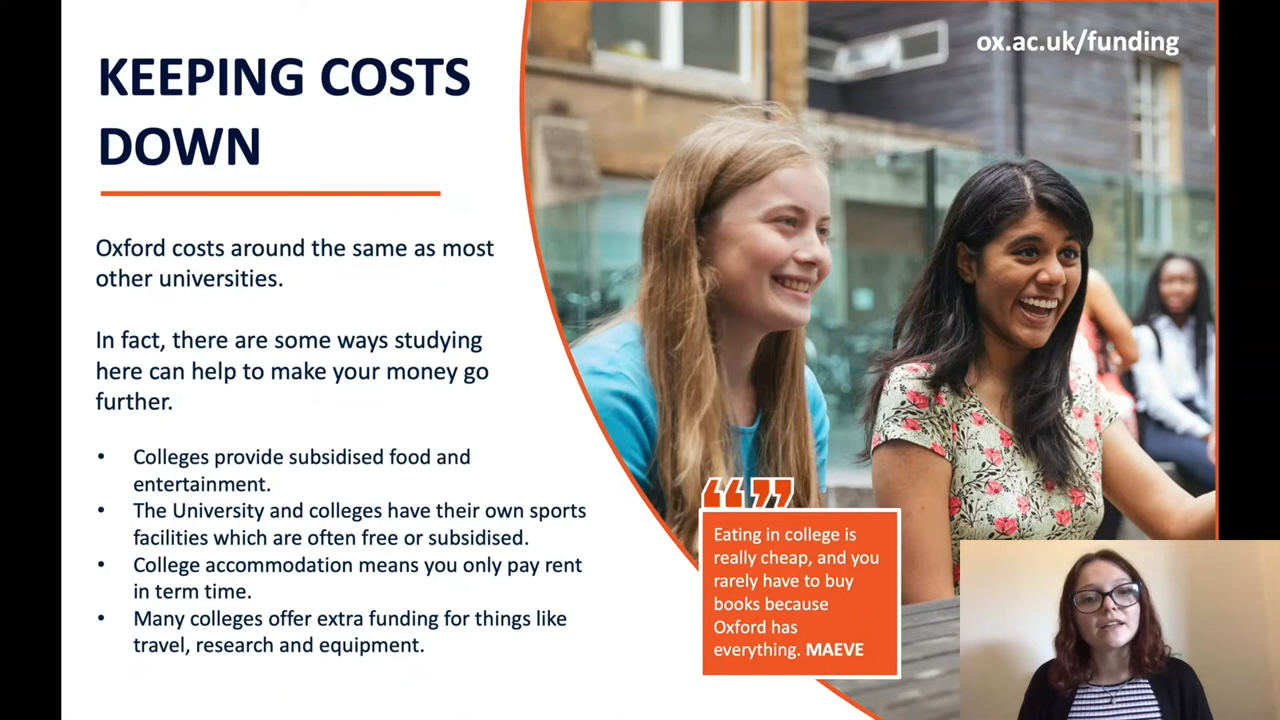 KEEPING COSTS
DOWN
Oxford costs around the same as most
other universities.
In fact, there are some ways studying
here can help to make your money go
further.
• Colleges provide subsidised food and
entertainment.
• The University and colleges have their own sports
facilities which are often free or subsidised.
• College accommodation means you only pay rent
in term time.
• Many colleges offer extra funding for things like
travel, research and equipment.
ox.ac.uk/funding
“ ”
Eating in college is
really cheap, and you
rarely have to buy
books because
Oxford has
everything. MAEVE